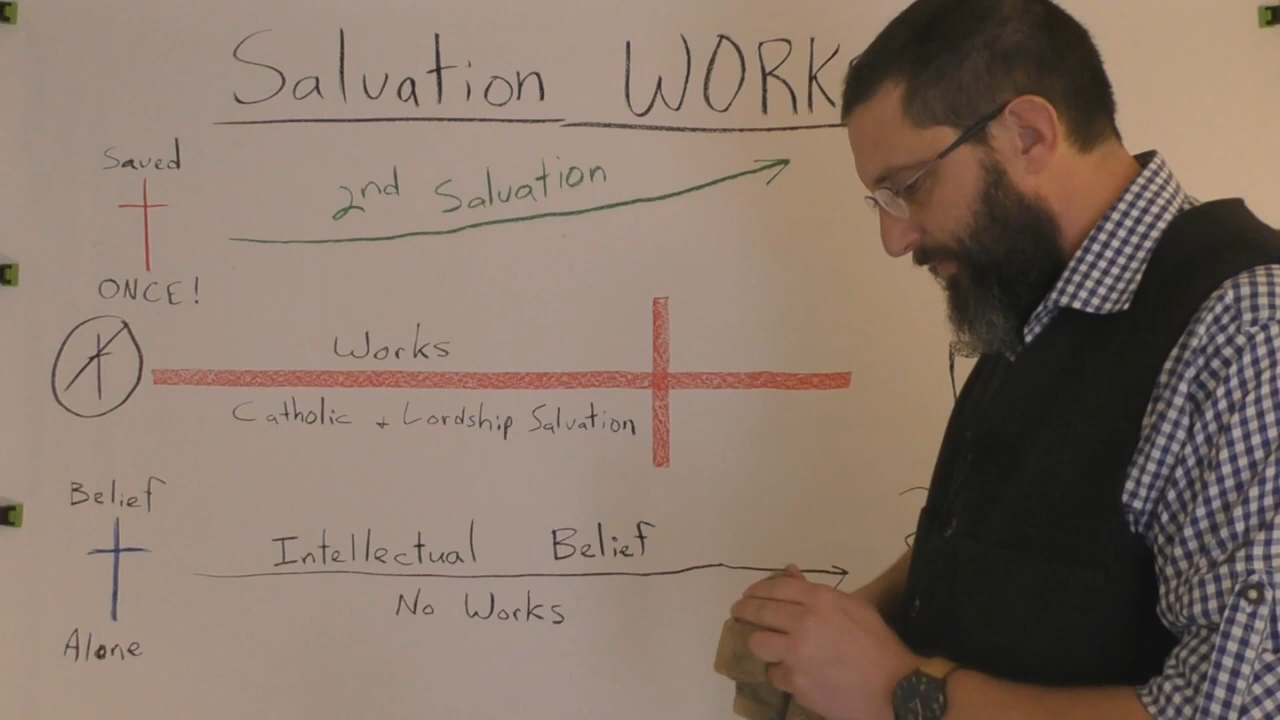 Salvation WORK
Saved
2nd Salvation
ONCE!
Works
Catholic + Lordship Salvation
Belief
Intellectual Belief
No Works
Alone